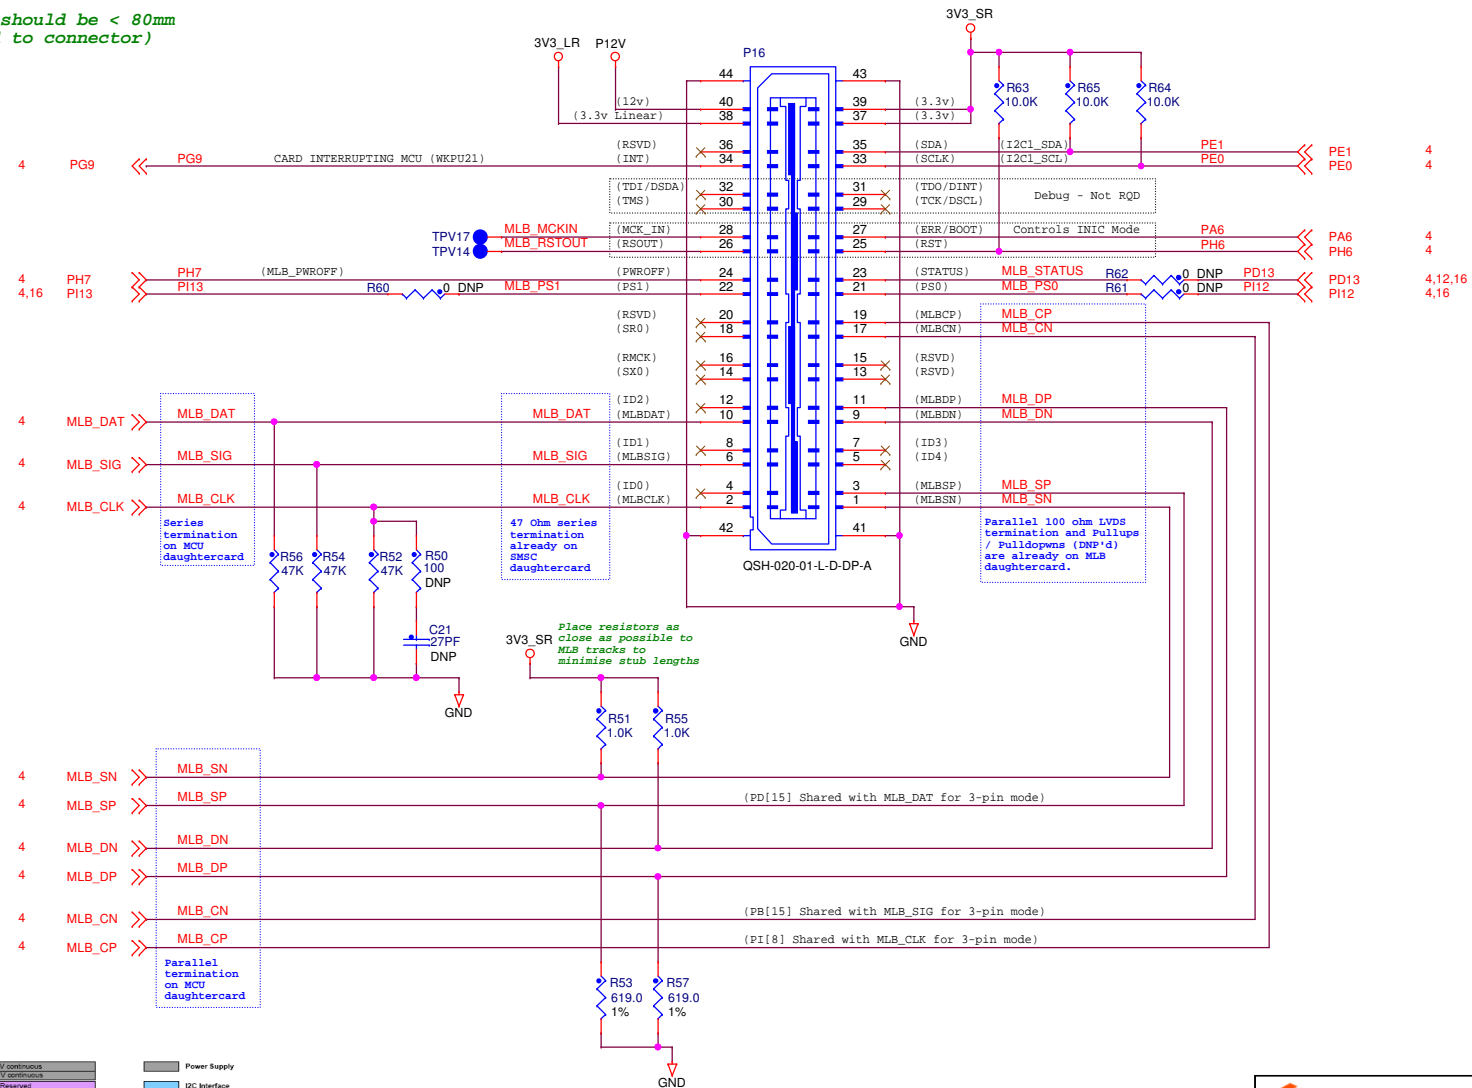 should be < 80mm
to connector)
3V3_SR
3V3_LR P12V
P16
44 43
(12v) 40 39 (3.3v)
(3.3v Linear) 38 37 (3.3v)
R63 10.0K
R65 10.0K
R64 10.0K
(RSVD) 36 35 (SDA) (I2C1_SDA) PE1 PE1 4
4 PG9 PG9 CARD INTERRUPTING MCU (WKPU21) (INT) 34 33 (SCLK) (I2C1_SCL) PE0 PE0 4
(TDI/DSDA) 32 31 (TDO/DINT) Debug - Not RQD
(TMS) 30 29 (TCK/DSCL)
TPV17 MLB_MCKIN (MCK_IN) 28 27 (ERR/BOOT) Controls INIC Mode PA6 PA6 4
TPV14 MLB_RSTOUT (RSOUT) 26 25 (RST) PH6 PH6 4
4 PH7 PH7 (MLB_PWROFF) (PWROFF) 24 23 (STATUS) MLB_STATUS R62 0 DNP PD13 PD13 4,12,16
4,16 PI13 PI13 R60 0 DNP MLB_PS1 (PS1) 22 21 (PS0) MLB_PS0 R61 0 DNP PI12 PI12 4,16
(RSVD) 20 19 (MLBCP) MLB_CP
(SR0) 18 17 (MLBCN) MLB_CN
(RMCK) 16 15 (RSVD)
(SX0) 14 13 (RSVD)
(ID2) 12 11 (MLBDP) MLB_DP
4 MLB_DAT MLB_DAT MLB_DAT (MLBDAT) 10 9 (MLBDN) MLB_DN
(ID1) 8 7 (ID3)
4 MLB_SIG MLB_SIG MLB_SIG (MLBSIG) 6 5 (ID4)
(ID0) 4 3 (MLBSP) MLB_SP
4 MLB_CLK MLB_CLK MLB_CLK (MLBCLK) 2 1 (MLBSN) MLB_SN
42 41
QSH-020-01-L-D-DP-A
Series
termination
on MCU
daughtercard
47 Ohm series
termination
already on
SMSC
daughtercard
Parallel 100 ohm LVDS
termination and Pullups
/ Pulldopwns (DNP'd)
are already on MLB
daughtercard.
R56 47K
R54 47K
R52 47K
R50 100 DNP
C21 27PF DNP
GND
GND
3V3_SR
Place resistors as
close as possible to
MLB tracks to
minimise stub lengths
R51 1.0K
R55 1.0K
4 MLB_SN MLB_SN
4 MLB_SP MLB_SP (PD[15] Shared with MLB_DAT for 3-pin mode)
4 MLB_DN MLB_DN
4 MLB_DP MLB_DP
4 MLB_CN MLB_CN (PB[15] Shared with MLB_SIG for 3-pin mode)
4 MLB_CP MLB_CP (PI[8] Shared with MLB_CLK for 3-pin mode)
Parallel
termination
on MCU
daughtercard
R53 619.0 1%
R57 619.0 1%
GND
V continuous
V continuous
Reserved
Power Supply
I2C Interface